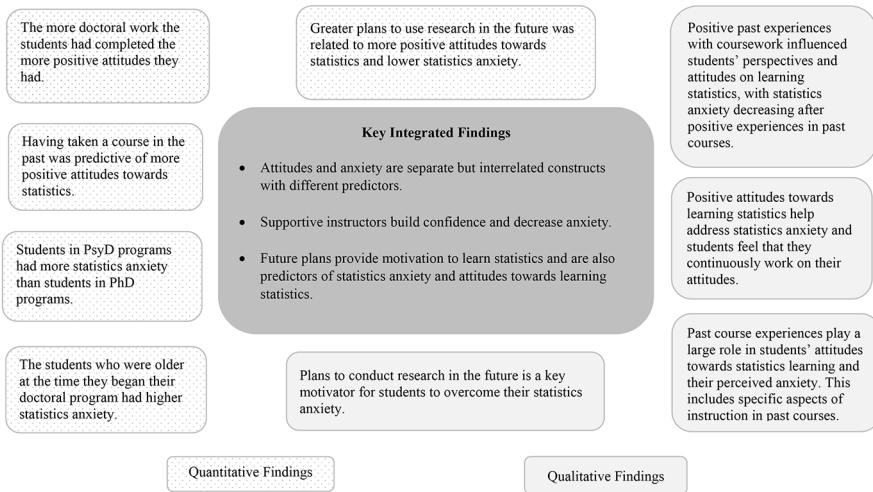 The more doctoral work the
students had completed the
more positive attitudes they
had.
Greater plans to use research in the future was
related to more positive attitudes towards
statistics and lower statistics anxiety.
Positive past experiences
with coursework influenced
students' perspectives and
attitudes on learning
statistics, with statistics
anxiety decreasing after
positive experiences in past
courses.
Having taken a course in the
past was predictive of more
positive attitudes towards
statistics.
Key Integrated Findings
• Attitudes and anxiety are separate but interrelated constructs
with different predictors.
• Supportive instructors build confidence and decrease anxiety.
• Future plans provide motivation to learn statistics and are also
predictors of statistics anxiety and attitudes towards learning
statistics.
Positive attitudes towards
learning statistics help
address statistics anxiety and
students feel that they
continuously work on their
attitudes.
Students in PsyD programs
had more statistics anxiety
than students in PhD
programs.
The students who were older
at the time they began their
doctoral program had higher
statistics anxiety.
Plans to conduct research in the future is a key
motivator for students to overcome their statistics
anxiety.
Past course experiences play a
large role in students' attitudes
towards statistics learning and
their perceived anxiety. This
includes specific aspects of
instruction in past courses.
Quantitative Findings
Qualitative Findings